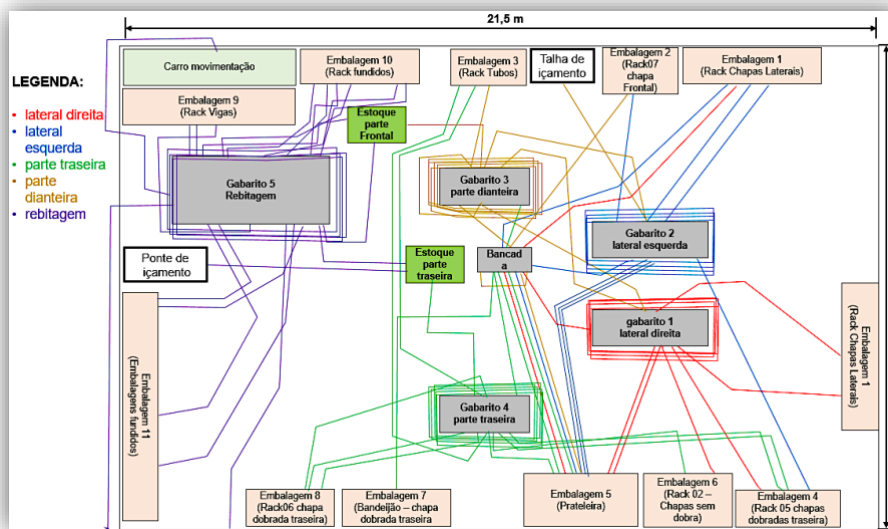 21,5 m
LEGENDA:
• lateral direita
• lateral
esquerda
• parte traseira
• parte
dianteira
• rebitagem
Carro movimentação
Embalagem 10
(Rack fundidos)
Embalagem 3
(Rack Tubos)
Talha de
içamento
Embalagem 2
(Rack07
chapa
Frontal)
Embalagem 1
(Rack Chapas Laterais)
Embalagem 9
(Rack Vigas)
Estoque
parte
Frontal
Gabarito 5
Rebitagem
Gabarito 3
parte dianteira
Gabarito 2
lateral esquerda
Ponte de
içamento
Estoque
parte
traseira
Bancad
a
gabarito 1
lateral direita
Embalagem 1
(Rack Chapas Laterais)
Embalagem 11
(Embalagens fundidos)
Gabarito 4
parte traseira
Embalagem 8
(Rack06 chapa
dobrada traseira)
Embalagem 7
(Bandeijão – chapa
dobrada traseira
Embalagem 5
(Prateleira)
Embalagem 6
(Rack 02 –
Chapas sem
dobra)
Embalagem 4
(Rack 05 chapas
dobradas traseira)